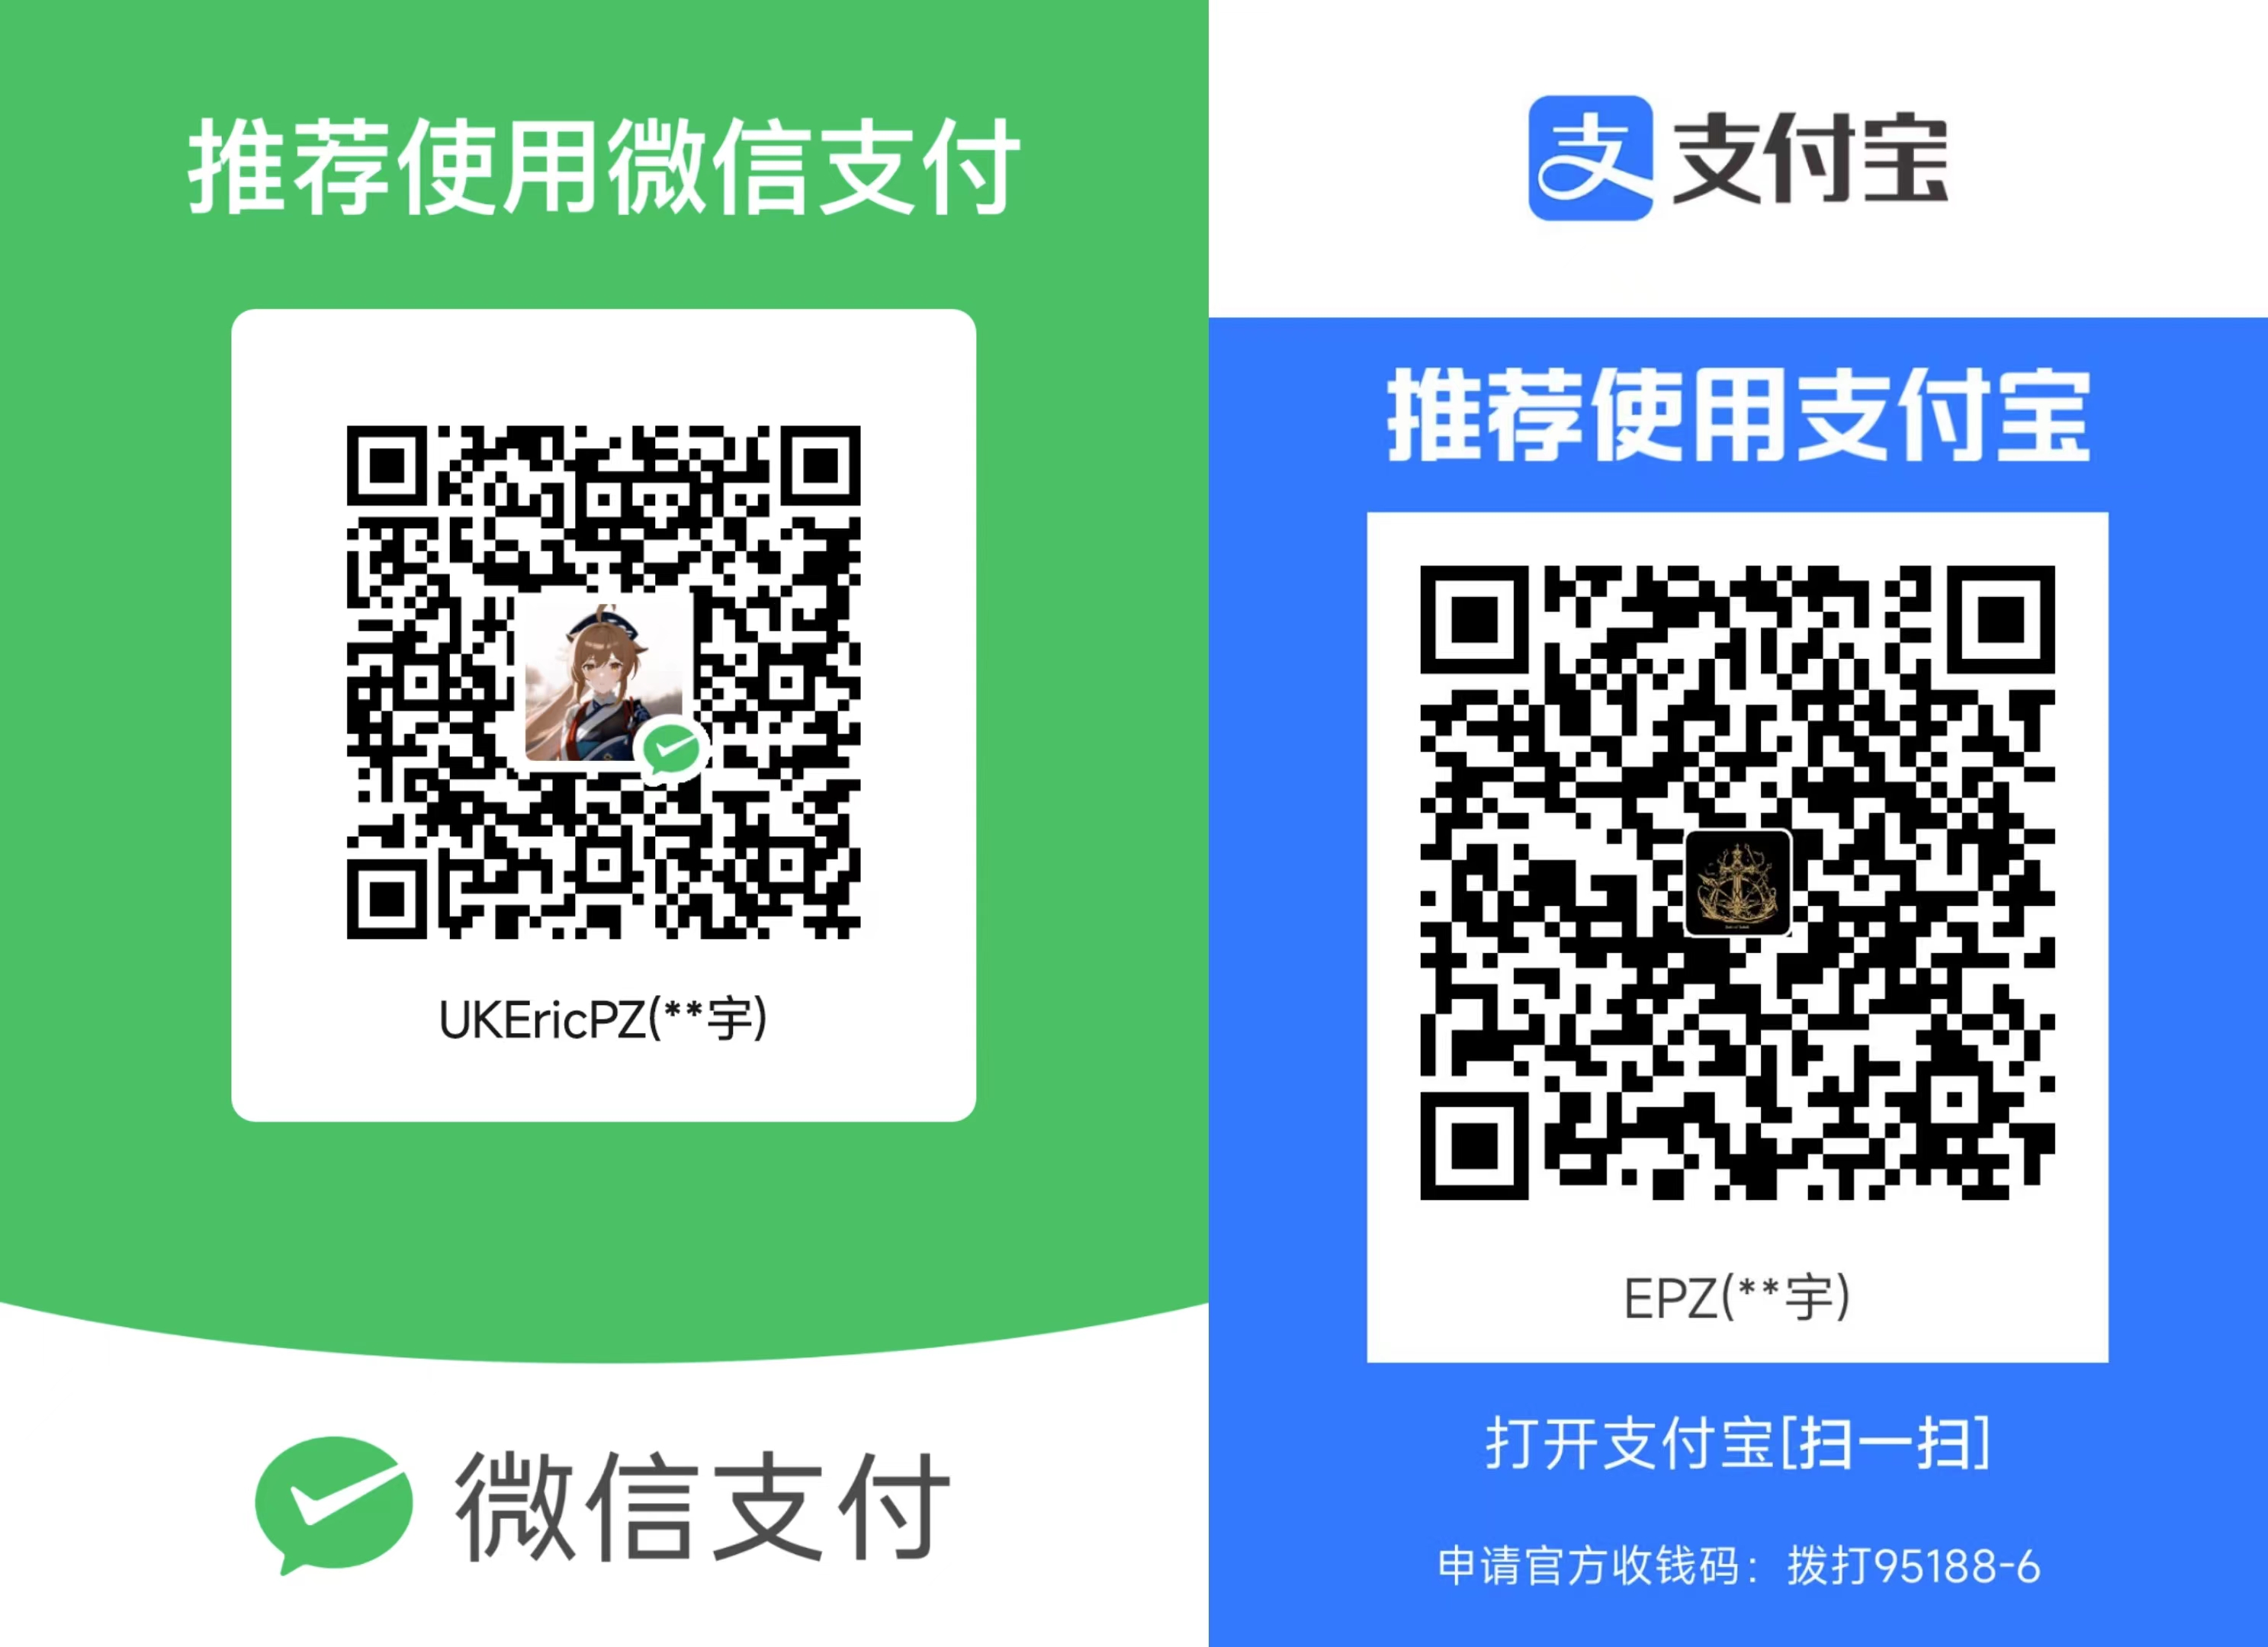 推荐使用微信支付
UKEricPZ(**宇)
微信支付
支 支付宝
推荐使用支付宝
EPZ(**宇)
打开支付宝[扫一扫]
申请官方收钱码：拨打95188-6